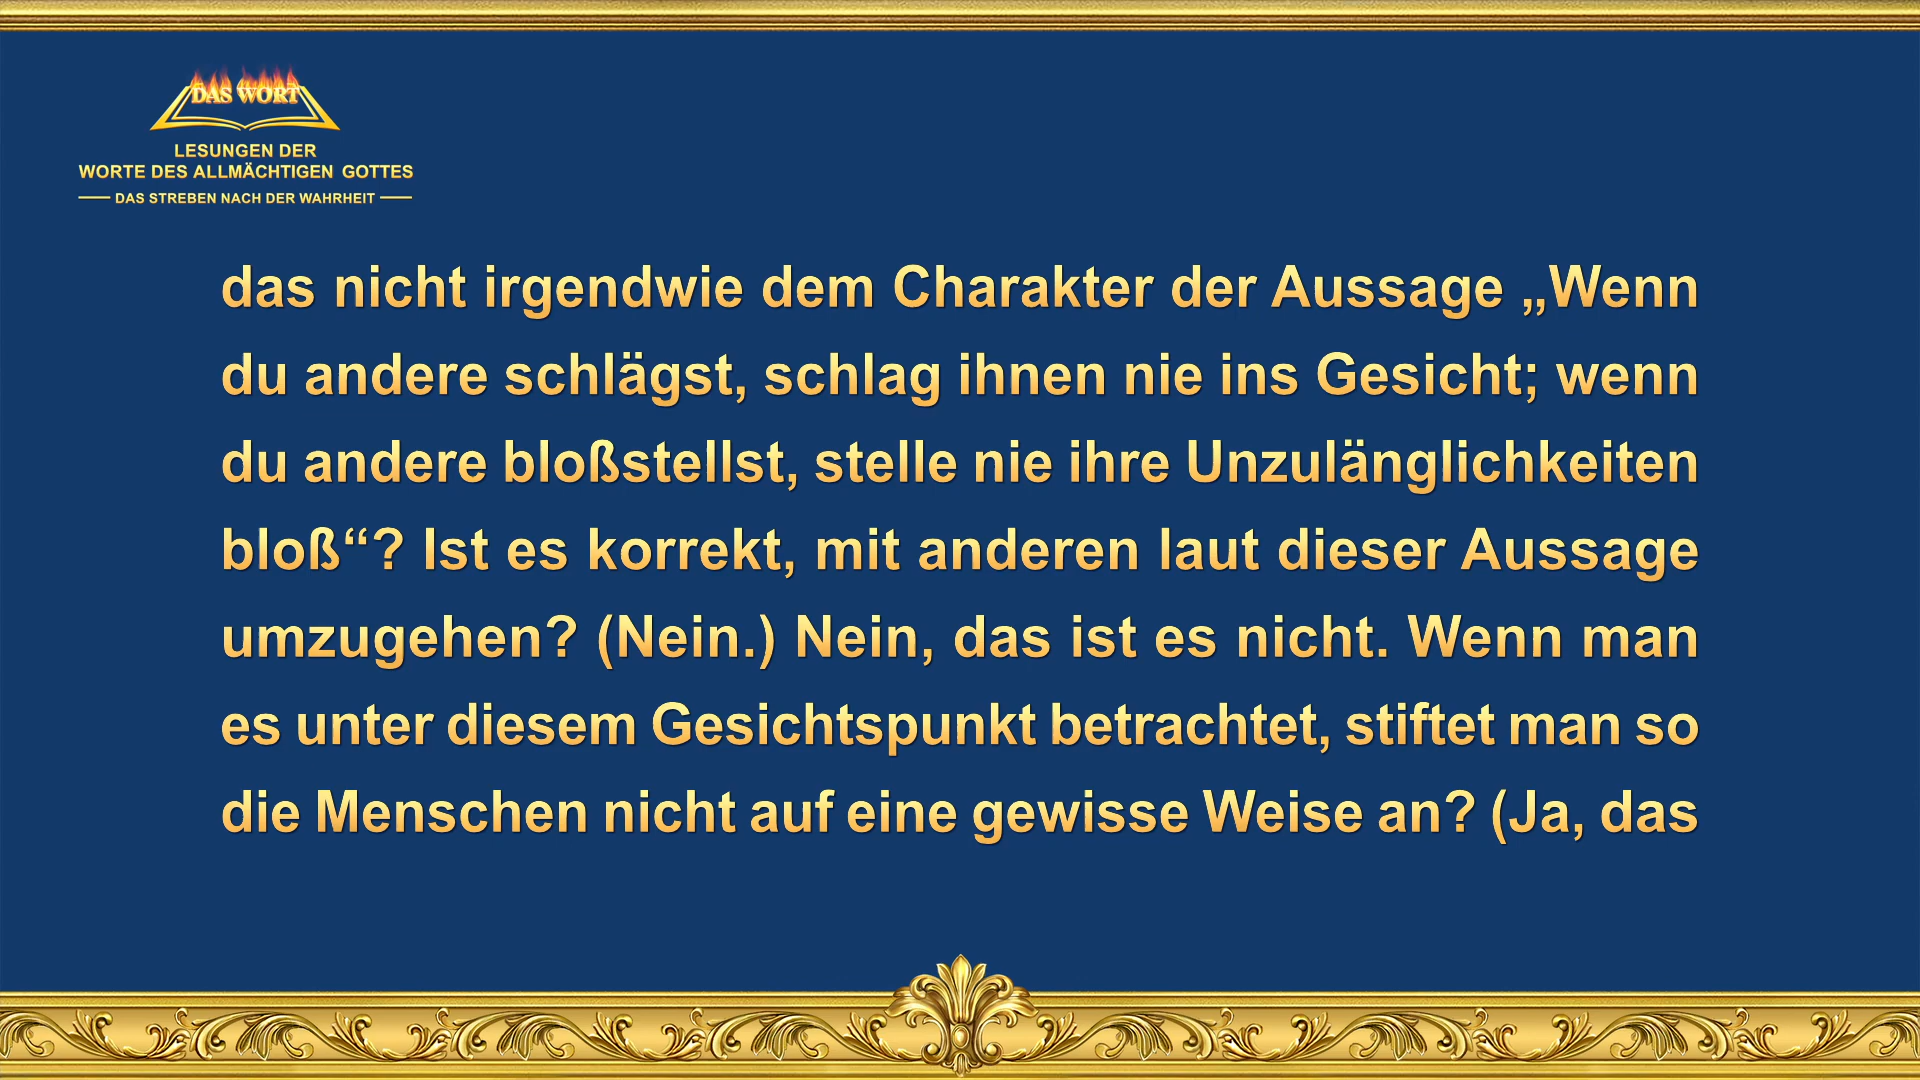 DAS WORT
LESUNGEN DER
WORTE DES ALLMÄCHTIGEN GOTTES
DAS STREBEN NACH DER WAHRHEIT
das nicht irgendwie dem Charakter der Aussage „Wenn
du andere schlägst, schlag ihnen nie ins Gesicht; wenn
du andere bloßstellst, stelle nie ihre Unzulänglichkeiten
bloß“? Ist es korrekt, mit anderen laut dieser Aussage
umzugehen? (Nein.) Nein, das ist es nicht. Wenn man
es unter diesem Gesichtspunkt betrachtet, stiftet man so
die Menschen nicht auf eine gewisse Weise an? (Ja, das